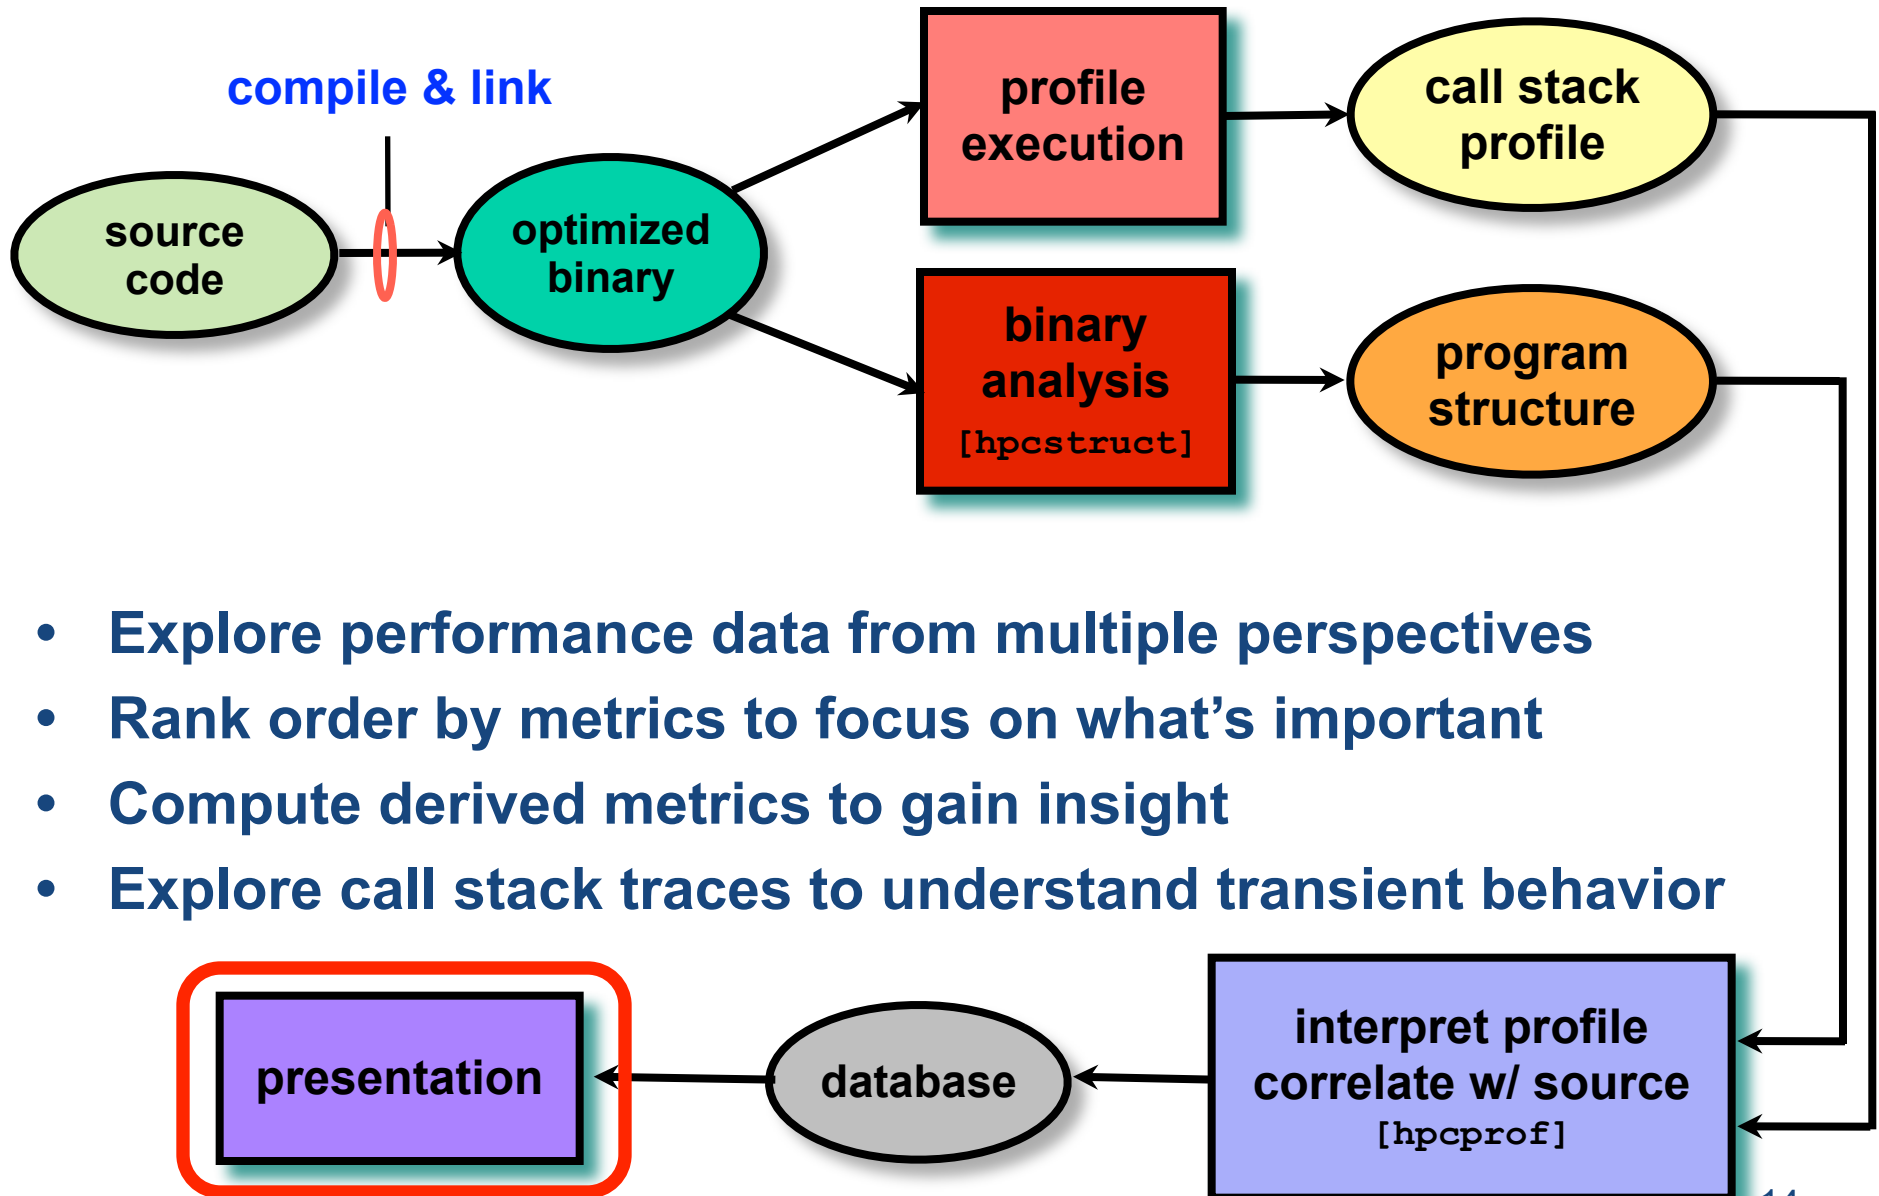 compile & link
profile
execution
call stack
profile
source
code
optimized
binary
binary
analysis
[hpcstruct]
program
structure
• Explore performance data from multiple perspectives
• Rank order by metrics to focus on what’s important
• Compute derived metrics to gain insight
• Explore call stack traces to understand transient behavior
presentation
database
interpret profile
correlate w/ source
[hpcprof]